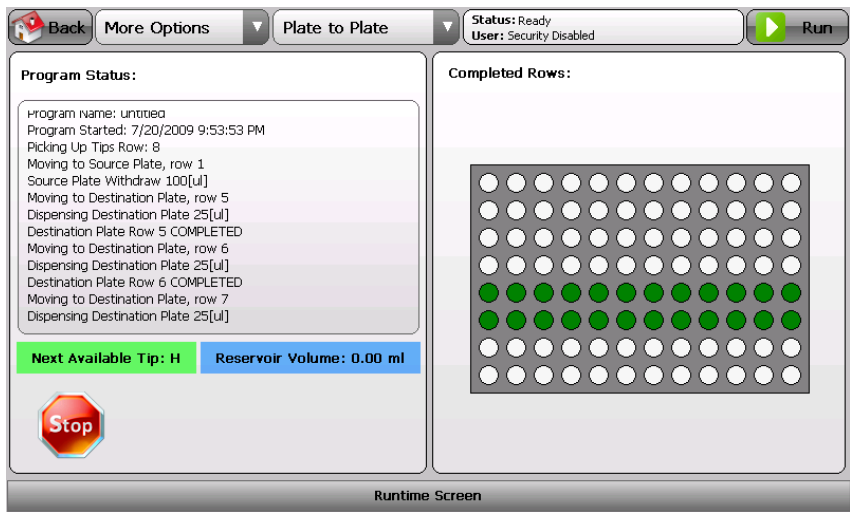 Back
More Options
Plate to Plate
Status: Ready
User: Security Disabled
Run
Program Status:
Program Name: untitled
Program Started: 7/20/2009 9:53:53 PM
Picking Up Tips Row: 8
Moving to Source Plate, row 1
Source Plate Withdraw 100[ul]
Moving to Destination Plate, row 5
Dispensing Destination Plate 25[ul]
Destination Plate Row 5 COMPLETED
Moving to Destination Plate, row 6
Dispensing Destination Plate 25[ul]
Destination Plate Row 6 COMPLETED
Moving to Destination Plate, row 7
Dispensing Destination Plate 25[ul]
Next Available Tip: H
Reservoir Volume: 0.00 ml
Stop
Completed Rows:
Runtime Screen